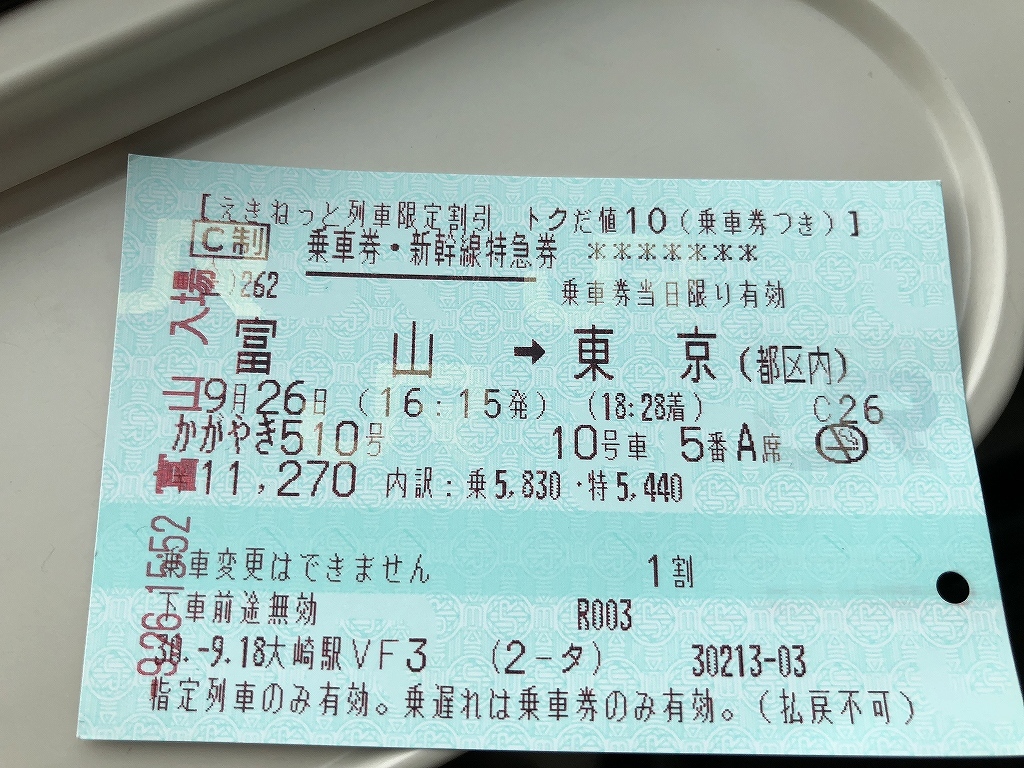 [えきねっと列車限定割引 トクだ値10(乗車券つき)]
C制 乗車券・新幹線特急券 *******
262 乗車券当日限り有効
富山➡東京(都区内)
9月26日 (16:15発) (18:28着) C26
かがやき510号 10号車 5番A席
¥11,270 内訳:乗5,830・特5,440
乗車変更はできません 1割
下車前途無効 R003
-9.18大崎駅VF3 (2-タ) 30213-03
指定列車のみ有効。乗遅れは乗車券のみ有効。(払戻不可)
9.26 15:52 富山 入場